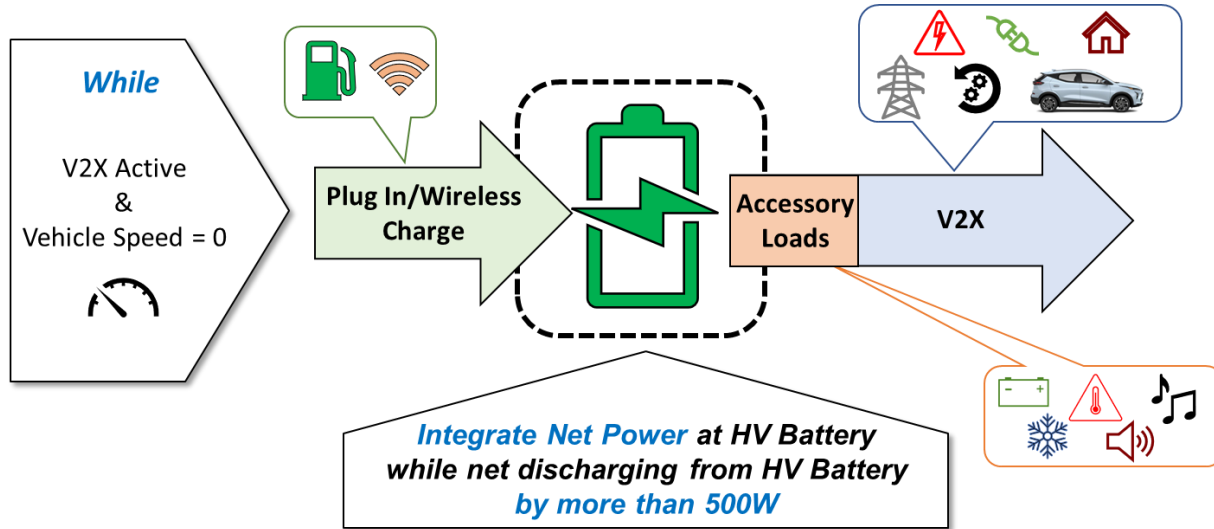 While
V2X Active
&
Vehicle Speed = 0
Plug In/Wireless
Charge
Accessory
Loads
V2X
Integrate Net Power at HV Battery
while net discharging from HV Battery
by more than 500W